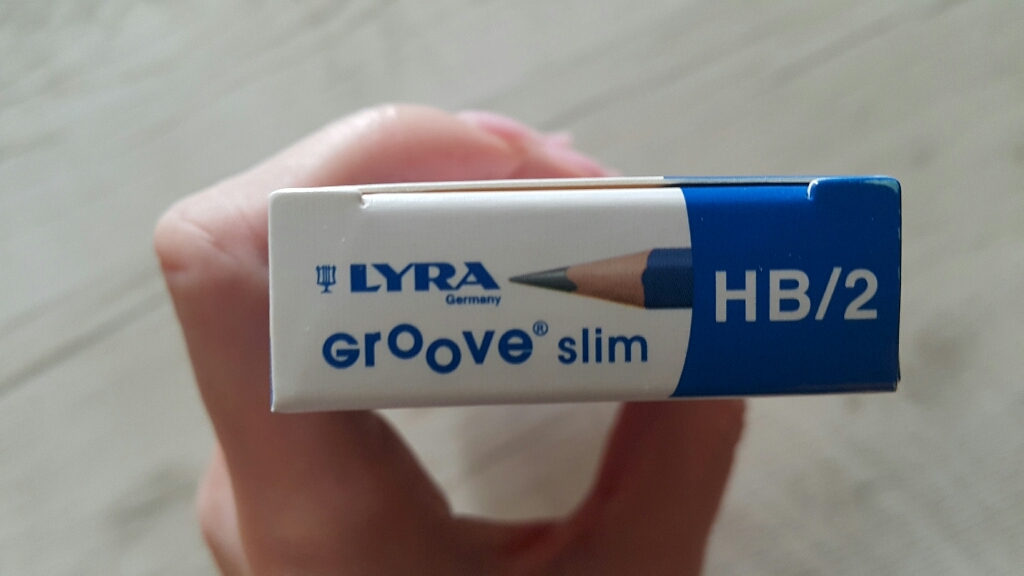 LYRA
Germany
GrOOve® slim
HB/2